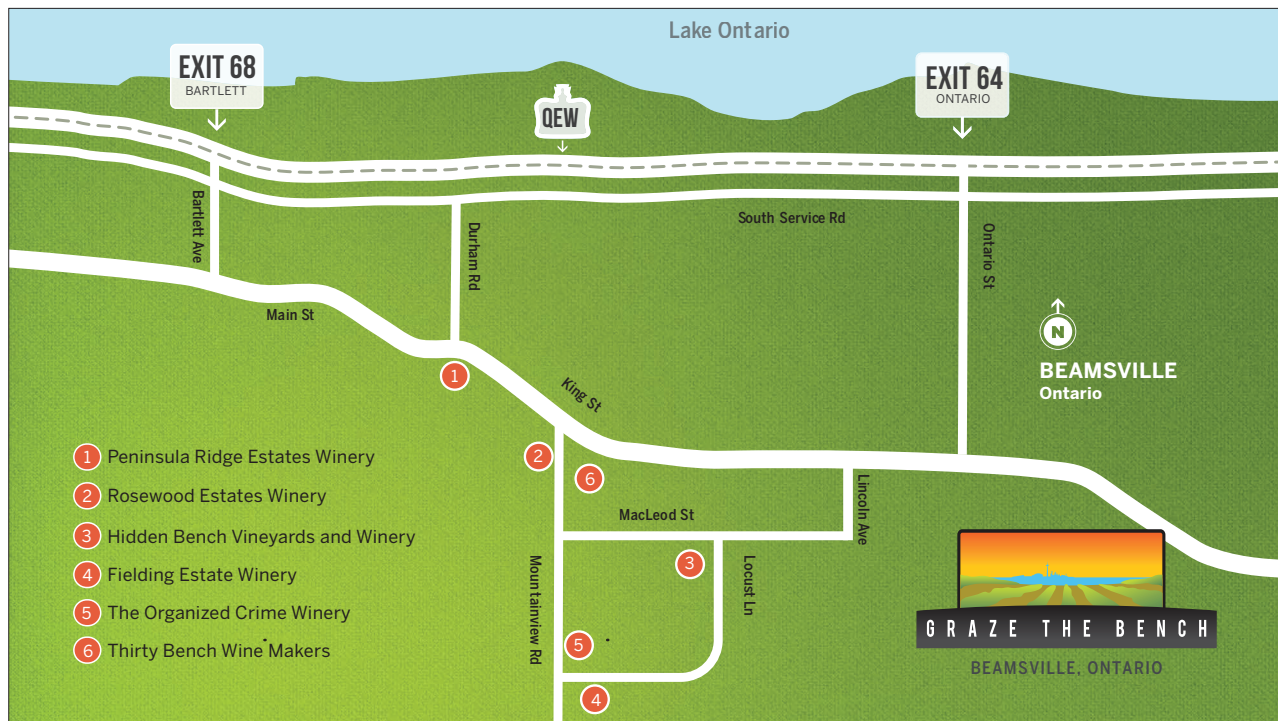 Lake Ontario
EXIT 68
BARTLETT
EXIT 64
ONTARIO
QEW
Bartlett Ave
Durham Rd
South Service Rd
Ontario St
Main St
N
BEAMSVILLE
Ontario
1
King St
1 Peninsula Ridge Estates Winery
2 Rosewood Estates Winery
3 Hidden Bench Vineyards and Winery
4 Fielding Estate Winery
5 The Organized Crime Winery
6 Thirty Bench Wine Makers
2
6
MacLeod St
Lincoln Ave
3
Mountainview Rd
Locust Ln
5
4
GRAZE THE BENCH
BEAMSVILLE, ONTARIO